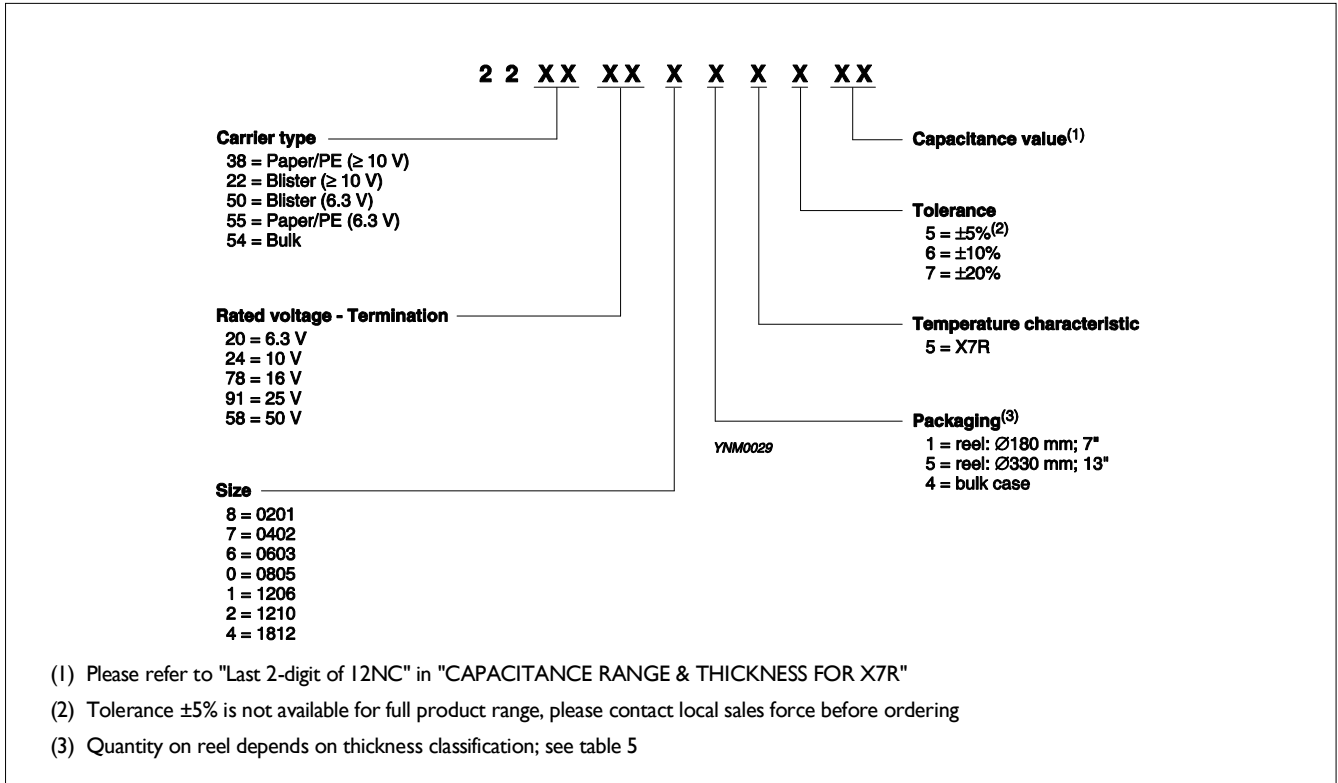 2 2 XX XX X X X X XX
Carrier type
38 = Paper/PE (≥ 10 V)
22 = Blister (≥ 10 V)
50 = Blister (6.3 V)
55 = Paper/PE (6.3 V)
54 = Bulk
Rated voltage - Termination
20 = 6.3 V
24 = 10 V
78 = 16 V
91 = 25 V
58 = 50 V
Size
8 = 0201
7 = 0402
6 = 0603
0 = 0805
1 = 1206
2 = 1210
4 = 1812
Capacitance value(1)
Tolerance
5 = ±5%(2)
6 = ±10%
7 = ±20%
Temperature characteristic
5 = X7R
Packaging(3)
1 = reel: Ø180 mm; 7"
5 = reel: Ø330 mm; 13"
4 = bulk case
YNM0029
(1) Please refer to "Last 2-digit of 12NC" in "CAPACITANCE RANGE & THICKNESS FOR X7R"
(2) Tolerance ±5% is not available for full product range, please contact local sales force before ordering
(3) Quantity on reel depends on thickness classification; see table 5